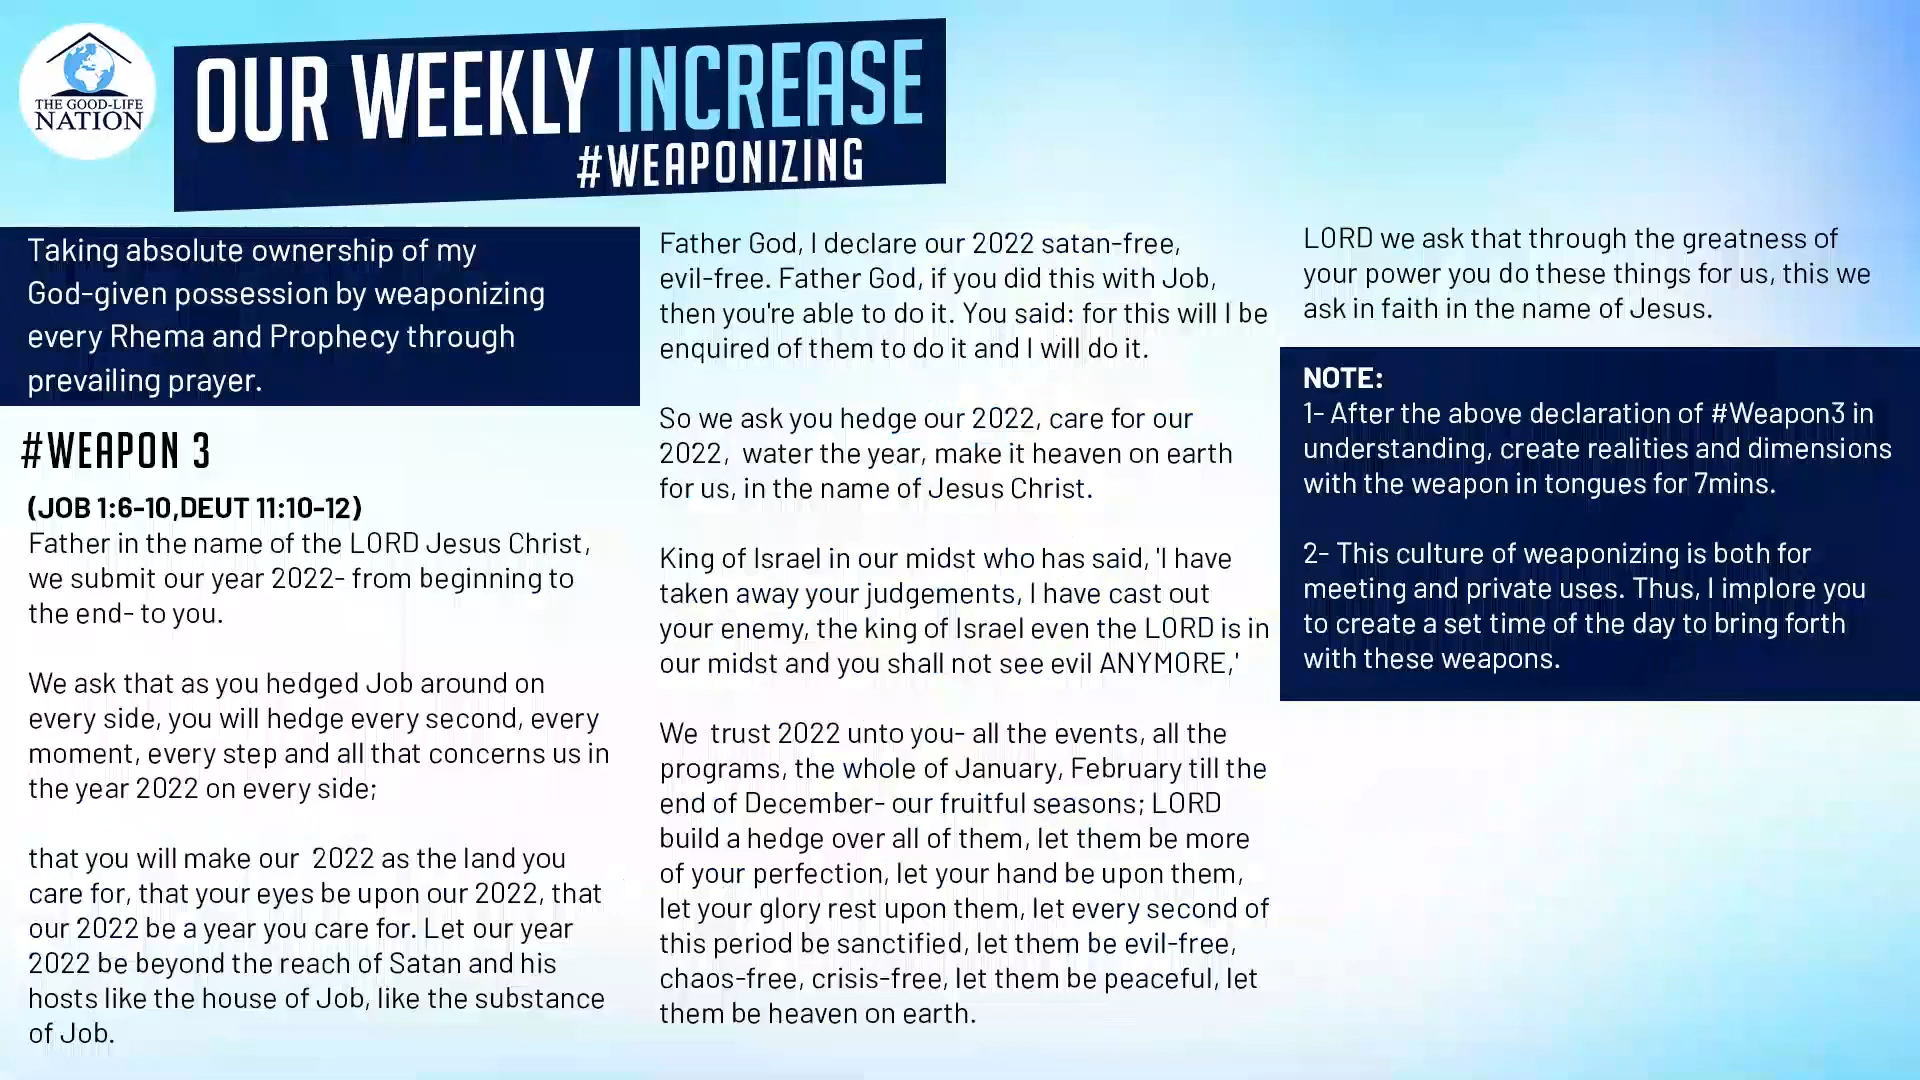 THE GOOD-LIFE
NATION
OUR WEEKLY INCREASE
#WEAPONIZING
Taking absolute ownership of my
God-given possession by weaponizing
every Rhema and Prophecy through
prevailing prayer.
#WEAPON 3
(JOB 1:6-10,DEUT 11:10-12)
Father in the name of the LORD Jesus Christ,
we submit our year 2022- from beginning to
the end- to you.
We ask that as you hedged Job around on
every side, you will hedge every second, every
moment, every step and all that concerns us in
the year 2022 on every side;
that you will make our 2022 as the land you
care for, that your eyes be upon our 2022, that
our 2022 be a year you care for. Let our year
2022 be beyond the reach of Satan and his
hosts like the house of Job, like the substance
of Job.
Father God, I declare our 2022 satan-free,
evil-free. Father God, if you did this with Job,
then you're able to do it. You said: for this will I be
enquired of them to do it and I will do it.
So we ask you hedge our 2022, care for our
2022, water the year, make it heaven on earth
for us, in the name of Jesus Christ.
King of Israel in our midst who has said, 'I have
taken away your judgements, I have cast out
your enemy, the king of Israel even the LORD is in
our midst and you shall not see evil ANYMORE,'
We trust 2022 unto you- all the events, all the
programs, the whole of January, February till the
end of December- our fruitful seasons; LORD
build a hedge over all of them, let them be more
of your perfection, let your hand be upon them,
let your glory rest upon them, let every second of
this period be sanctified, let them be evil-free,
chaos-free, crisis-free, let them be peaceful, let
them be heaven on earth.
LORD we ask that through the greatness of
your power you do these things for us, this we
ask in faith in the name of Jesus.
NOTE:
1- After the above declaration of #Weapon3 in
understanding, create realities and dimensions
with the weapon in tongues for 7mins.
2- This culture of weaponizing is both for
meeting and private uses. Thus, I implore you
to create a set time of the day to bring forth
with these weapons.